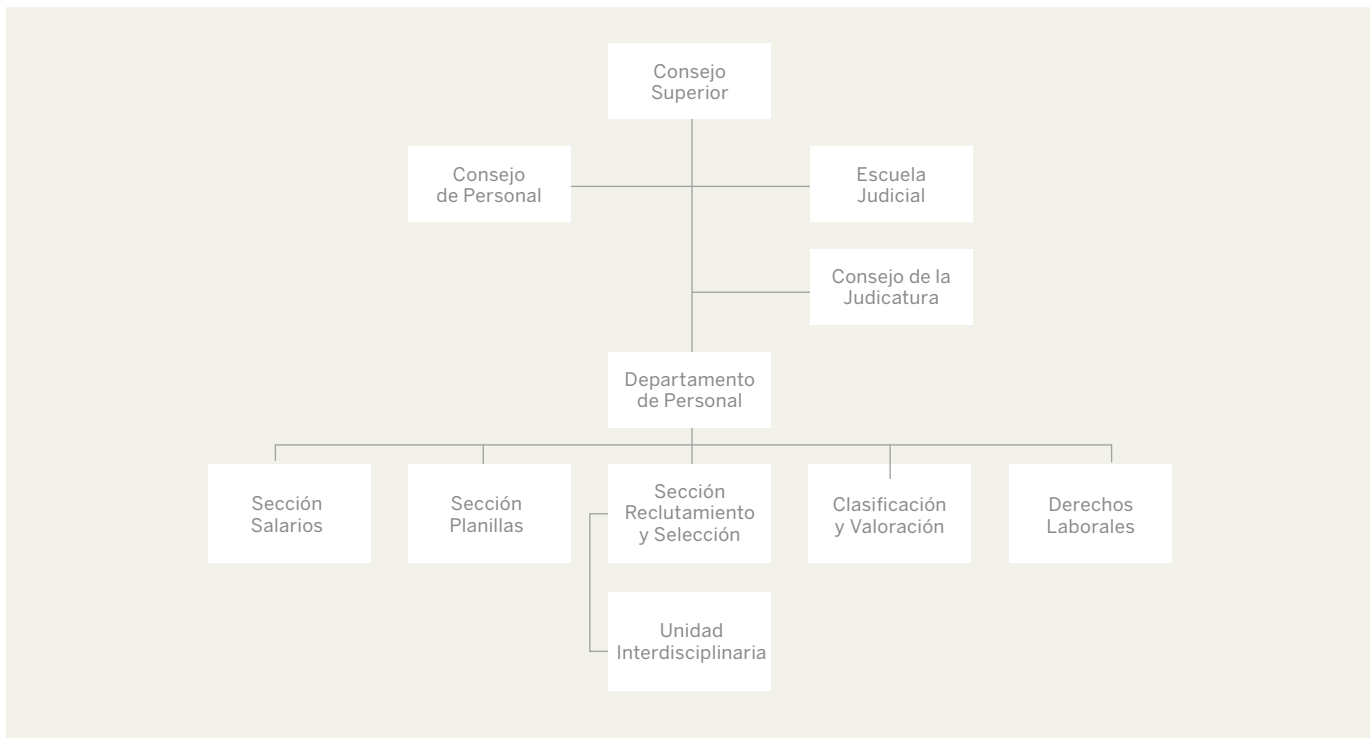 Consejo
Superior
Consejo
de Personal
Escuela
Judicial
Consejo de la
Judicatura
Departamento
de Personal
Sección
Salarios
Sección
Planillas
Sección
Reclutamiento
y Selección
Clasificación
y Valoración
Derechos
Laborales
Unidad
Interdisciplinaria